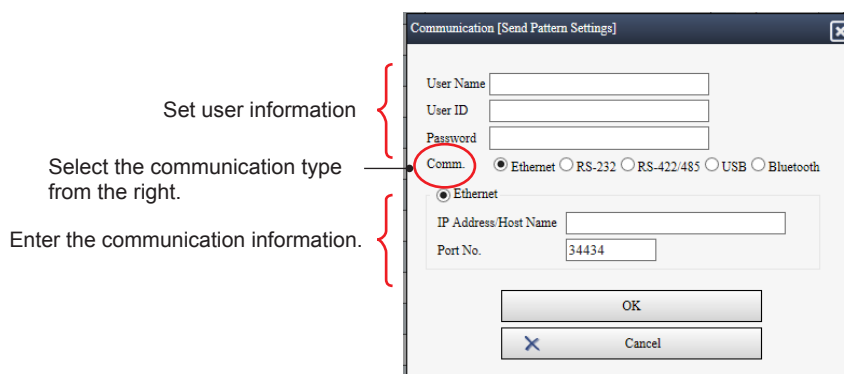 Communication [Send Pattern Settings]
Set user information
User Name
User ID
Password
Select the communication type
from the right.
Comm. Ethernet RS-232 RS-422/485 USB Bluetooth
Ethernet
Enter the communication information.
IP Address/Host Name
Port No. 34434
OK
Cancel